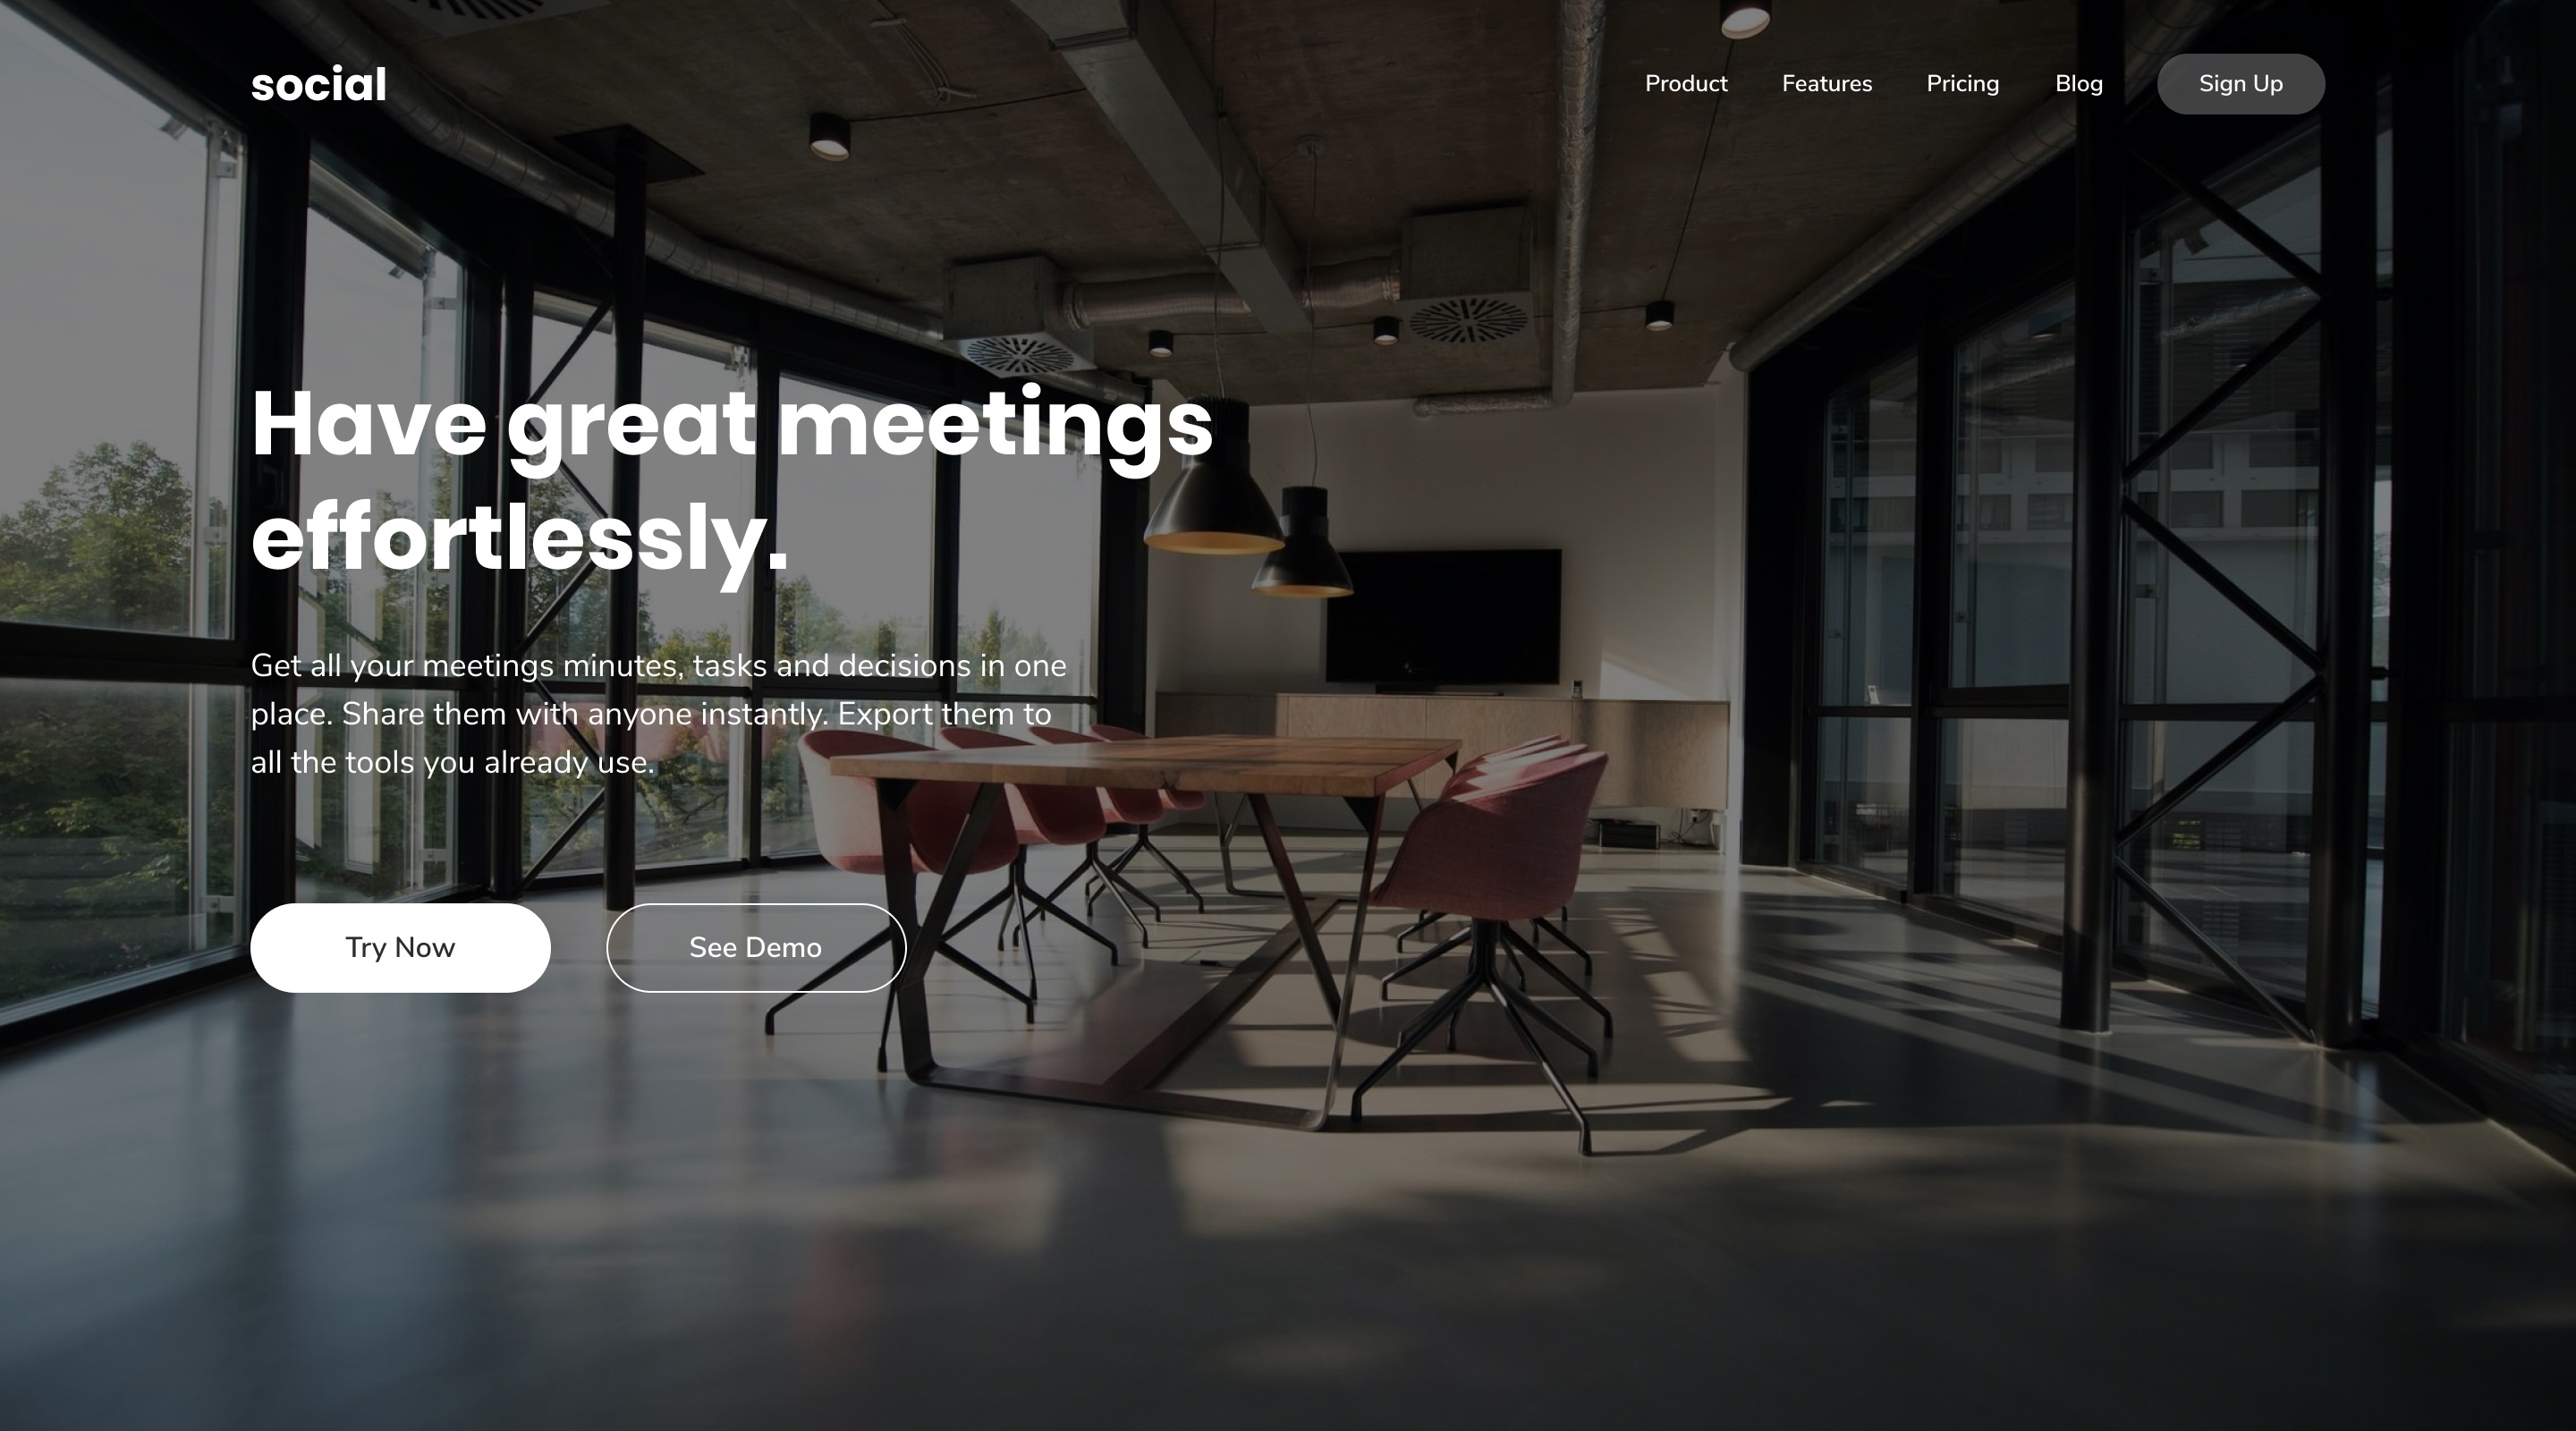 social
Product
Features
Pricing
Blog
Sign Up
Have great meetings
effortlessly.
Get all your meetings minutes, tasks and decisions in one
place. Share them with anyone instantly. Export them to
all the tools you already use.
Try Now
See Demo